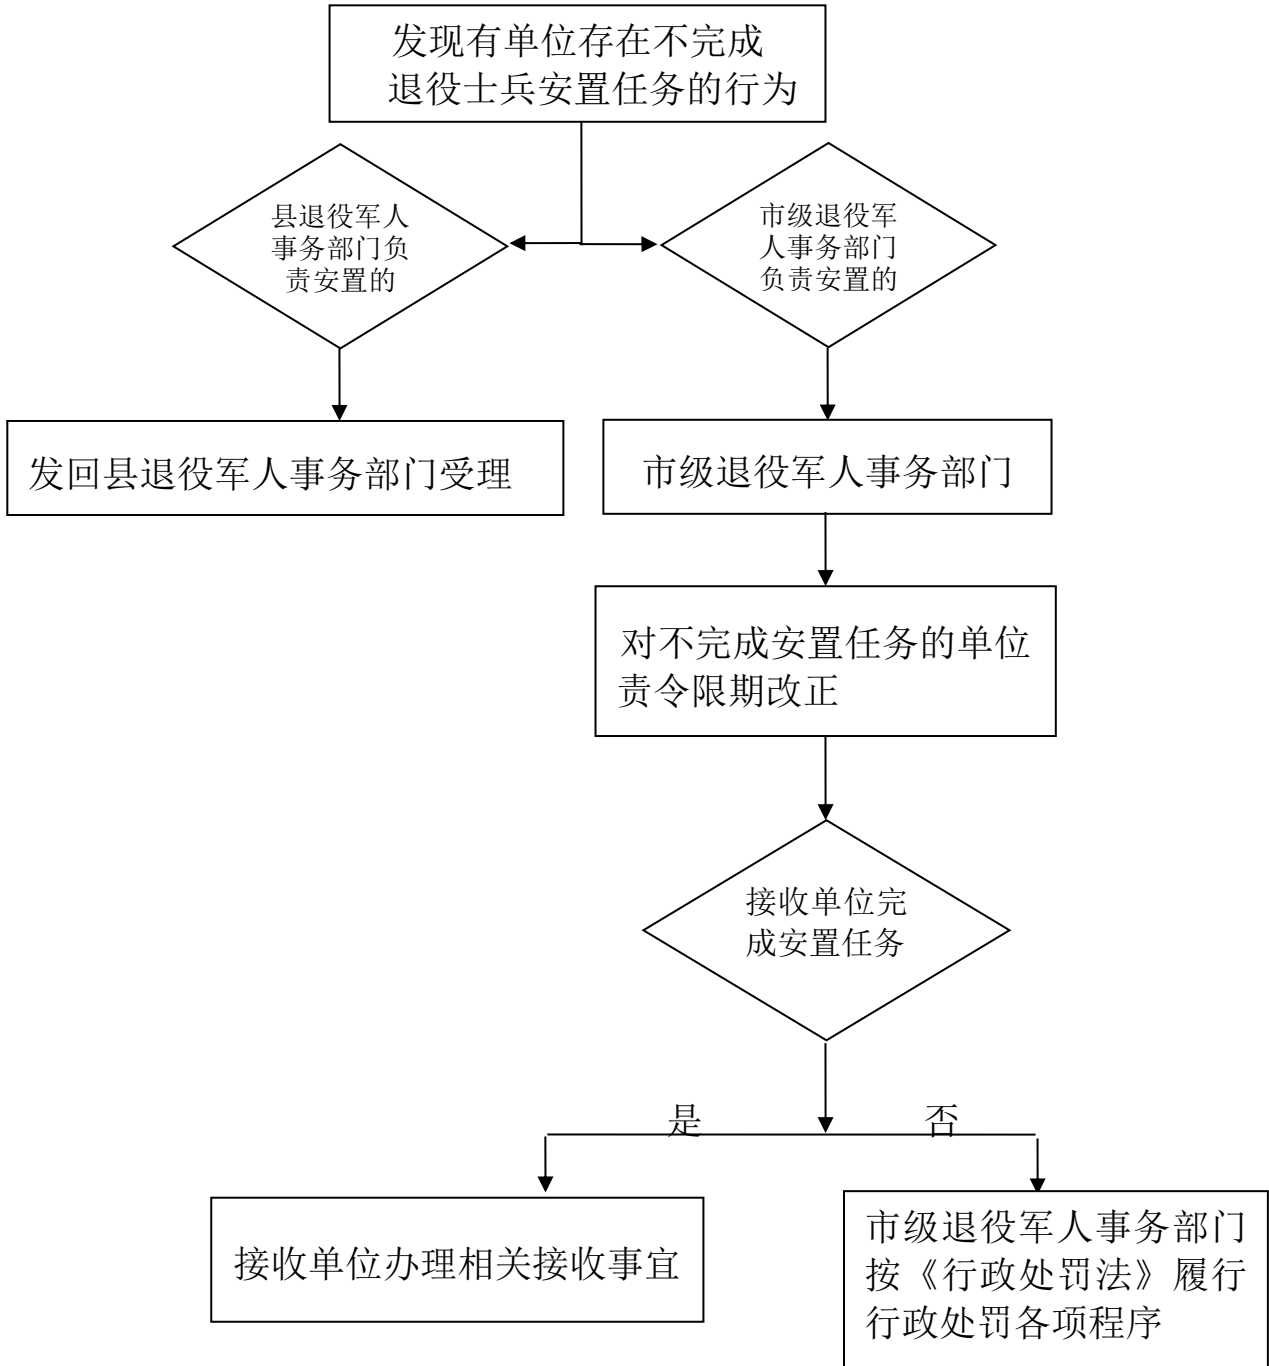 发现有单位存在不完成
退役士兵安置任务的行为
县退役军人
事务部门负
责安置的
市级退役军
人事务部门
负责安置的
发回县退役军人事务部门受理
市级退役军人事务部门
对不完成安置任务的单位
责令限期改正
接收单位完
成安置任务
是
否
接收单位办理相关接收事宜
市级退役军人事务部门
按《行政处罚法》履行
行政处罚各项程序